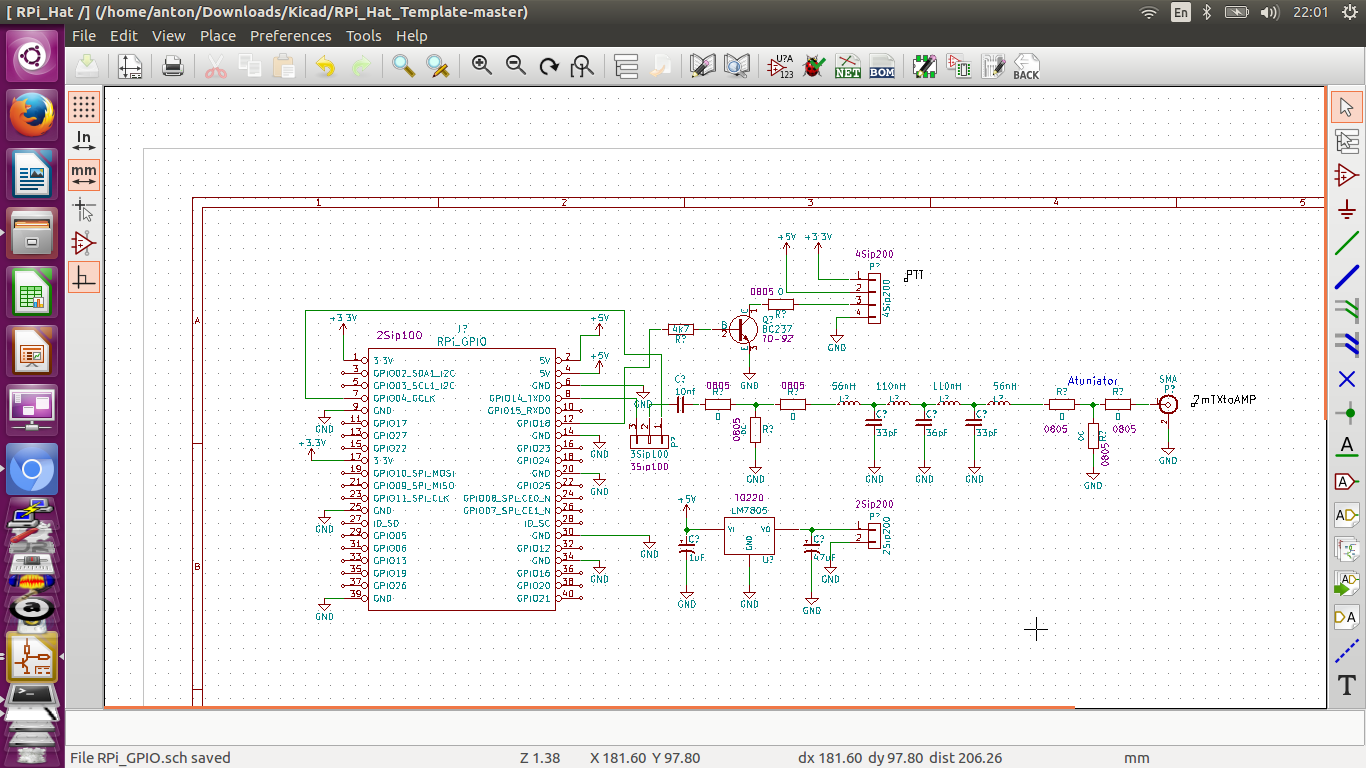 [ RPi_Hat /] (/home/anton/Downloads/Kicad/RPi_Hat_Template-master)
En
22:01
File Edit View Place Preferences Tools Help
U?A
123
NET
BOM
BACK
In
mm
1 2 3 4 5
A
B
+5V +3.3V
4Sip200
P?
1
2
3
4
4Sip200
PTT
GND
0805 0
R?
B
2
C
1
E
3
Q?
BC237
TO-92
GND
4k7
R?
+3.3V
2Sip100
J?
RPi_GPIO
+5V
+5V
1 3.3V 5V 2
3 GPIO02_SDA1_I2C 5V 4
5 GPIO03_SCL1_I2C GND 6
7 GPIO04_GCLK GPIO14_TXD0 8
9 GND GPIO15_RXD0 10
11 GPIO17 GPIO18 12
13 GPIO27 GND 14
15 GPIO22 GPIO23 16
17 3.3V GPIO24 18
19 GPIO10_SPI_MOSI GND 20
21 GPIO09_SPI_MISO GPIO25 22
23 GPIO11_SPI_CLK GPIO08_SPI_CE0_N 24
25 GND GPIO07_SPI_CE1_N 26
27 ID_SD ID_SC 28
29 GPIO05 GND 30
31 GPIO06 GPIO12 32
33 GPIO13 GND 34
35 GPIO19 GPIO16 36
37 GPIO26 GPIO20 38
39 GND GPIO21 40
GND
+3.3V
GND
GND
GND
GND
GND
GND
GND
3 2 1
P?
3Sip100
3Sip100
C?
10nf
0805
R?
0
0805
R?
0
0805
R?
GND
56nH 110nH 110nH 56nH
L? L? L? L?
C?
33pF
C?
36pF
C?
33pF
GND GND GND
Atuniator
R?
0
0805
R?
0
0805
R?
0805
GND
SMA
P?
1
2
2mTXtoAMP
GND
+5V
C?
1uF
GND
TO220
LM7805
VI VO
GND
U?
GND
C?
47uF
GND
2Sip200
P?
1
2
2Sip200
GND
File RPi_GPIO.sch saved
Z 1.38
X 181.60 Y 97.80
dx 181.60 dy 97.80 dist 206.26
mm